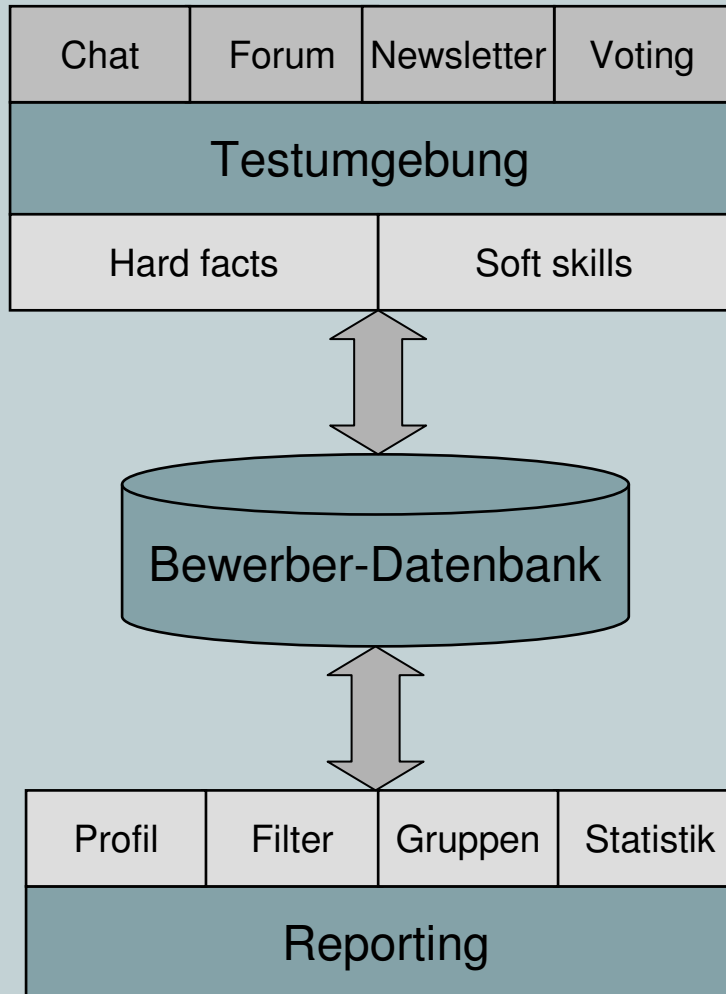 Chat Forum Newsletter Voting
Testumgebung
Hard facts Soft skills
Bewerber-Datenbank
Profil Filter Gruppen Statistik
Reporting